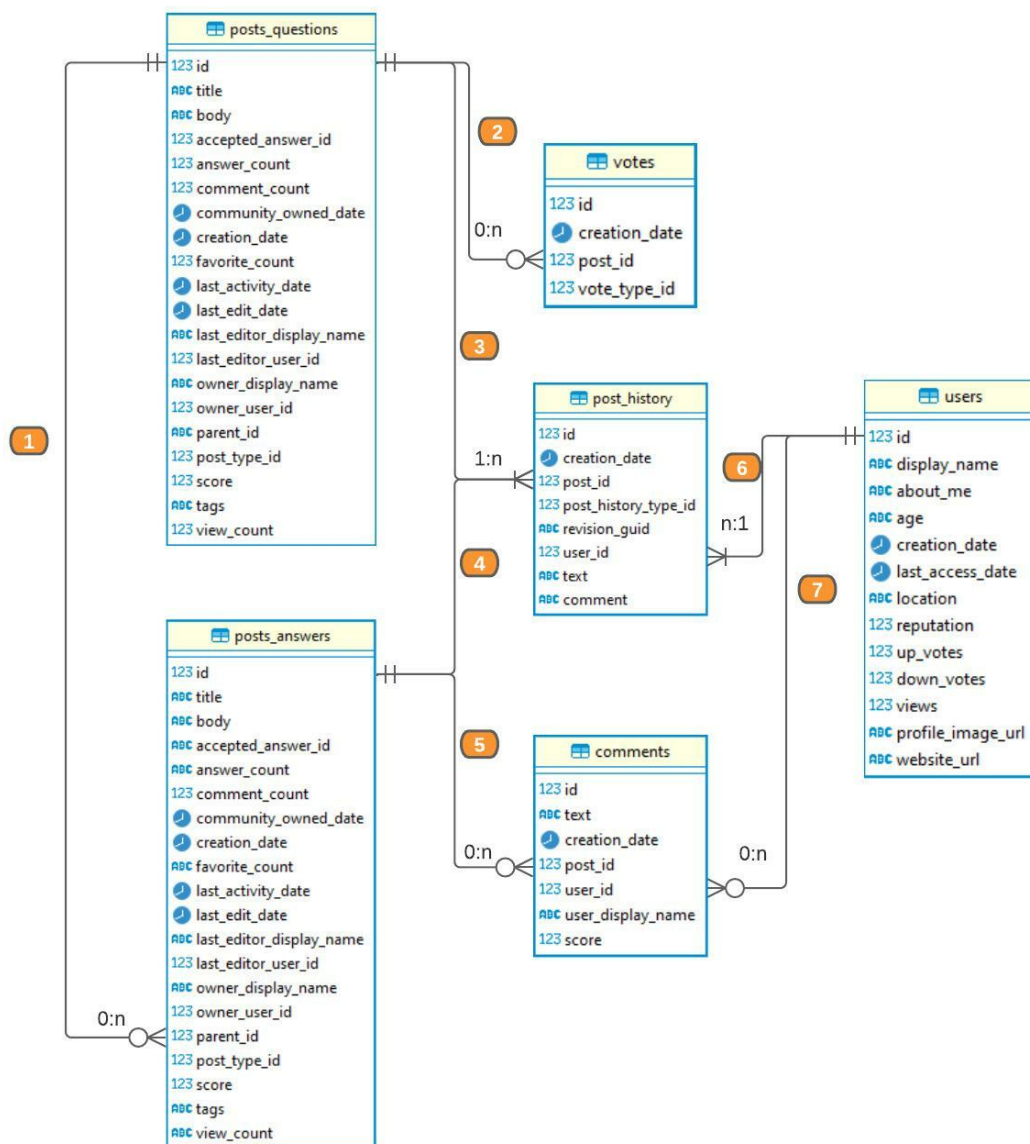 posts_questions
123 id
ABC title
ABC body
123 accepted_answer_id
123 answer_count
123 comment_count
community_owned_date
creation_date
123 favorite_count
last_activity_date
last_edit_date
ABC last_editor_display_name
123 last_editor_user_id
ABC owner_display_name
123 owner_user_id
ABC parent_id
123 post_type_id
123 score
ABC tags
123 view_count
1
2
0:n
votes
123 id
creation_date
123 post_id
123 vote_type_id
3
1:n
4
post_history
123 id
creation_date
123 post_id
123 post_history_type_id
ABC revision_guid
123 user_id
ABC text
ABC comment
6
n:1
7
users
123 id
ABC display_name
ABC about_me
ABC age
creation_date
last_access_date
ABC location
123 reputation
123 up_votes
123 down_votes
123 views
ABC profile_image_url
ABC website_url
posts_answers
123 id
ABC title
ABC body
ABC accepted_answer_id
ABC answer_count
123 comment_count
community_owned_date
creation_date
ABC favorite_count
last_activity_date
last_edit_date
ABC last_editor_display_name
123 last_editor_user_id
ABC owner_display_name
123 owner_user_id
123 parent_id
123 post_type_id
123 score
ABC tags
ABC view_count
0:n
5
0:n
comments
123 id
ABC text
creation_date
123 post_id
123 user_id
ABC user_display_name
123 score
0:n